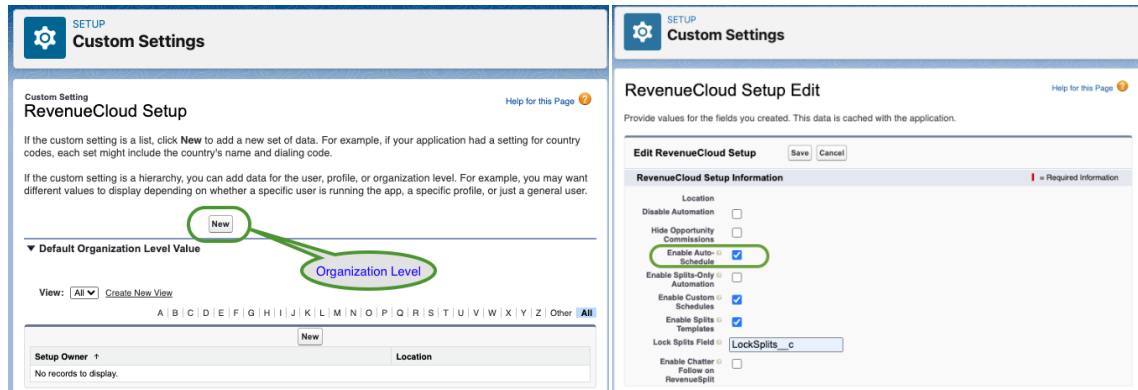 SETUP
Custom Settings
Custom Setting
RevenueCloud Setup
Help for this Page ?
If the custom setting is a list, click New to add a new set of data. For example, if your application had a setting for country
codes, each set might include the country's name and dialing code.
If the custom setting is a hierarchy, you can add data for the user, profile, or organization level. For example, you may want
different values to display depending on whether a specific user is running the app, a specific profile, or just a general user.
New
▼ Default Organization Level Value
Organization Level
View: All Create New View
A | B | C | D | E | F | G | H | I | J | K | L | M | N | O | P | Q | R | S | T | U | V | W | X | Y | Z | Other | All
New
Setup Owner ↑ Location
No records to display.
SETUP
Custom Settings
RevenueCloud Setup Edit
Help for this Page ?
Provide values for the fields you created. This data is cached with the application.
Edit RevenueCloud Setup Save Cancel
RevenueCloud Setup Information
= Required Information
Location
Disable Automation
Hide Opportunity
Commissions
Enable Auto-
Schedule
Enable Splits-Only
Automation
Enable Custom
Schedules
Enable Splits
Templates
Lock Splits Field LockSplits__c
Enable Chatter
Follow on
RevenueSplit